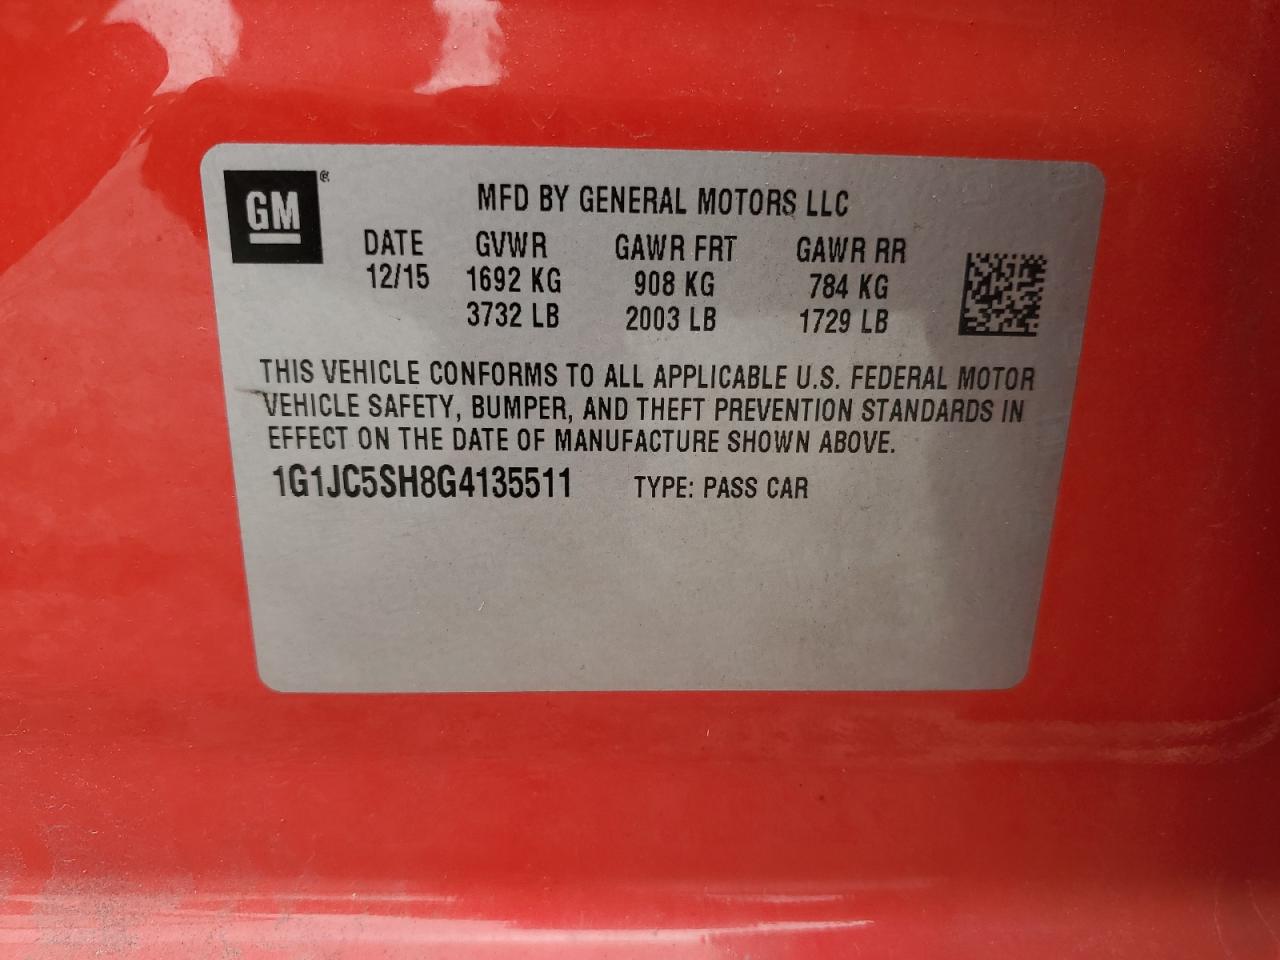 GM®
MFD BY GENERAL MOTORS LLC
DATE GVWR GAWR FRT GAWR RR
12/15 1692 KG 908 KG 784 KG
3732 LB 2003 LB 1729 LB
THIS VEHICLE CONFORMS TO ALL APPLICABLE U.S. FEDERAL MOTOR
VEHICLE SAFETY, BUMPER, AND THEFT PREVENTION STANDARDS IN
EFFECT ON THE DATE OF MANUFACTURE SHOWN ABOVE.
1G1JC5SH8G4135511 TYPE: PASS CAR